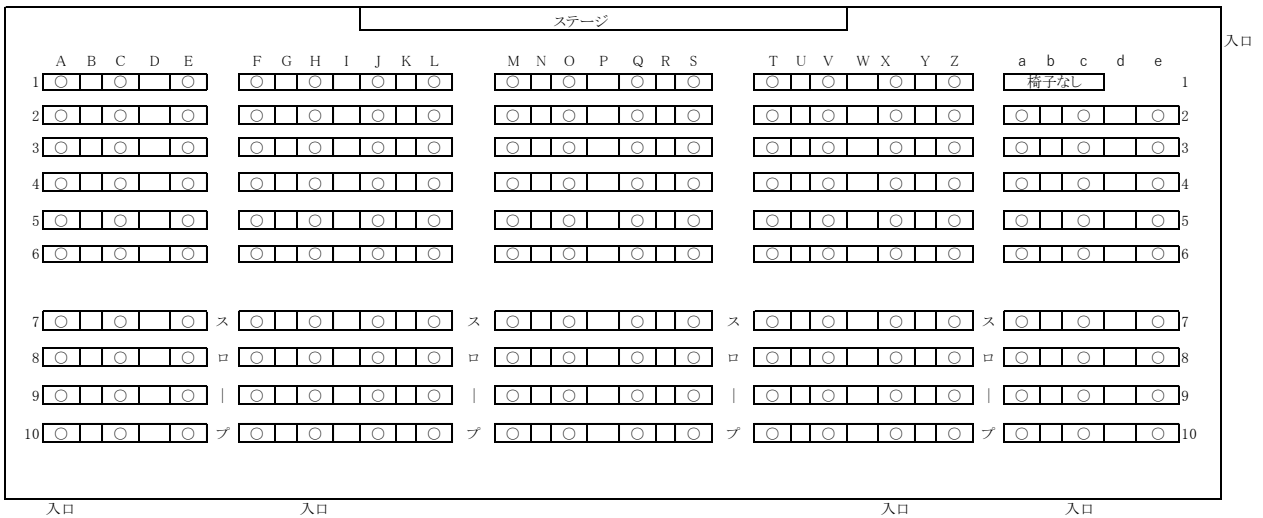 ステージ
入口
A B C D E F G H I J K L M N O P Q R S T U V W X Y Z a b c d e
1 ○ ○ ○ ○ ○ ○ ○ ○ ○ ○ ○ ○ ○ ○ ○ 椅子なし 1
2 ○ ○ ○ ○ ○ ○ ○ ○ ○ ○ ○ ○ ○ ○ ○ ○ ○ ○ 2
3 ○ ○ ○ ○ ○ ○ ○ ○ ○ ○ ○ ○ ○ ○ ○ ○ ○ ○ 3
4 ○ ○ ○ ○ ○ ○ ○ ○ ○ ○ ○ ○ ○ ○ ○ ○ ○ ○ 4
5 ○ ○ ○ ○ ○ ○ ○ ○ ○ ○ ○ ○ ○ ○ ○ ○ ○ ○ 5
6 ○ ○ ○ ○ ○ ○ ○ ○ ○ ○ ○ ○ ○ ○ ○ ○ ○ ○ 6
7 ○ ○ ○ ス ○ ○ ○ ○ ス ○ ○ ○ ○ ス ○ ○ ○ ○ ス ○ ○ ○ 7
8 ○ ○ ○ ロ ○ ○ ○ ○ ロ ○ ○ ○ ○ ロ ○ ○ ○ ○ ロ ○ ○ ○ 8
9 ○ ○ ○ | ○ ○ ○ ○ | ○ ○ ○ ○ | ○ ○ ○ ○ | ○ ○ ○ 9
10 ○ ○ ○ プ ○ ○ ○ ○ プ ○ ○ ○ ○ プ ○ ○ ○ ○ プ ○ ○ ○ 10
入口 入口 入口 入口